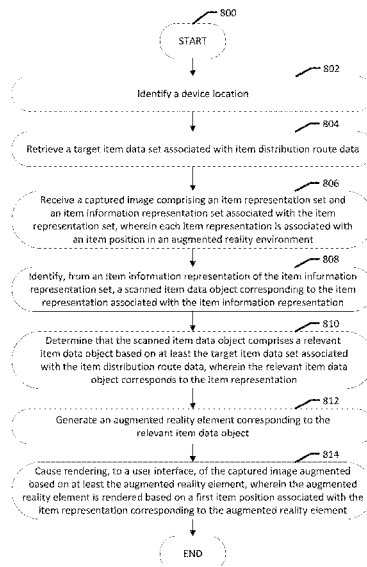 800
START
802
Identify a device location
804
Retrieve a target item data set associated with item distribution route data
806
Receive a captured image comprising an item representation set and
an item information representation set associated with the item
representation set, wherein each item representation is associated with
an item position in an augmented reality environment
808
Identify, from an item information representation of the item information
representation set, a scanned item data object corresponding to the item
representation associated with the item information representation
810
Determine that the scanned item data object comprises a relevant
item data object based on at least the target item data set associated
with the item distribution route data, wherein the relevant item data
object corresponds to the item representation
812
Generate an augmented reality element corresponding to the
relevant item data object
814
Cause rendering, to a user interface, of the captured image augmented
based on at least the augmented reality element, wherein the augmented
reality element is rendered based on a first item position associated with the
item representation corresponding to the augmented reality element
END